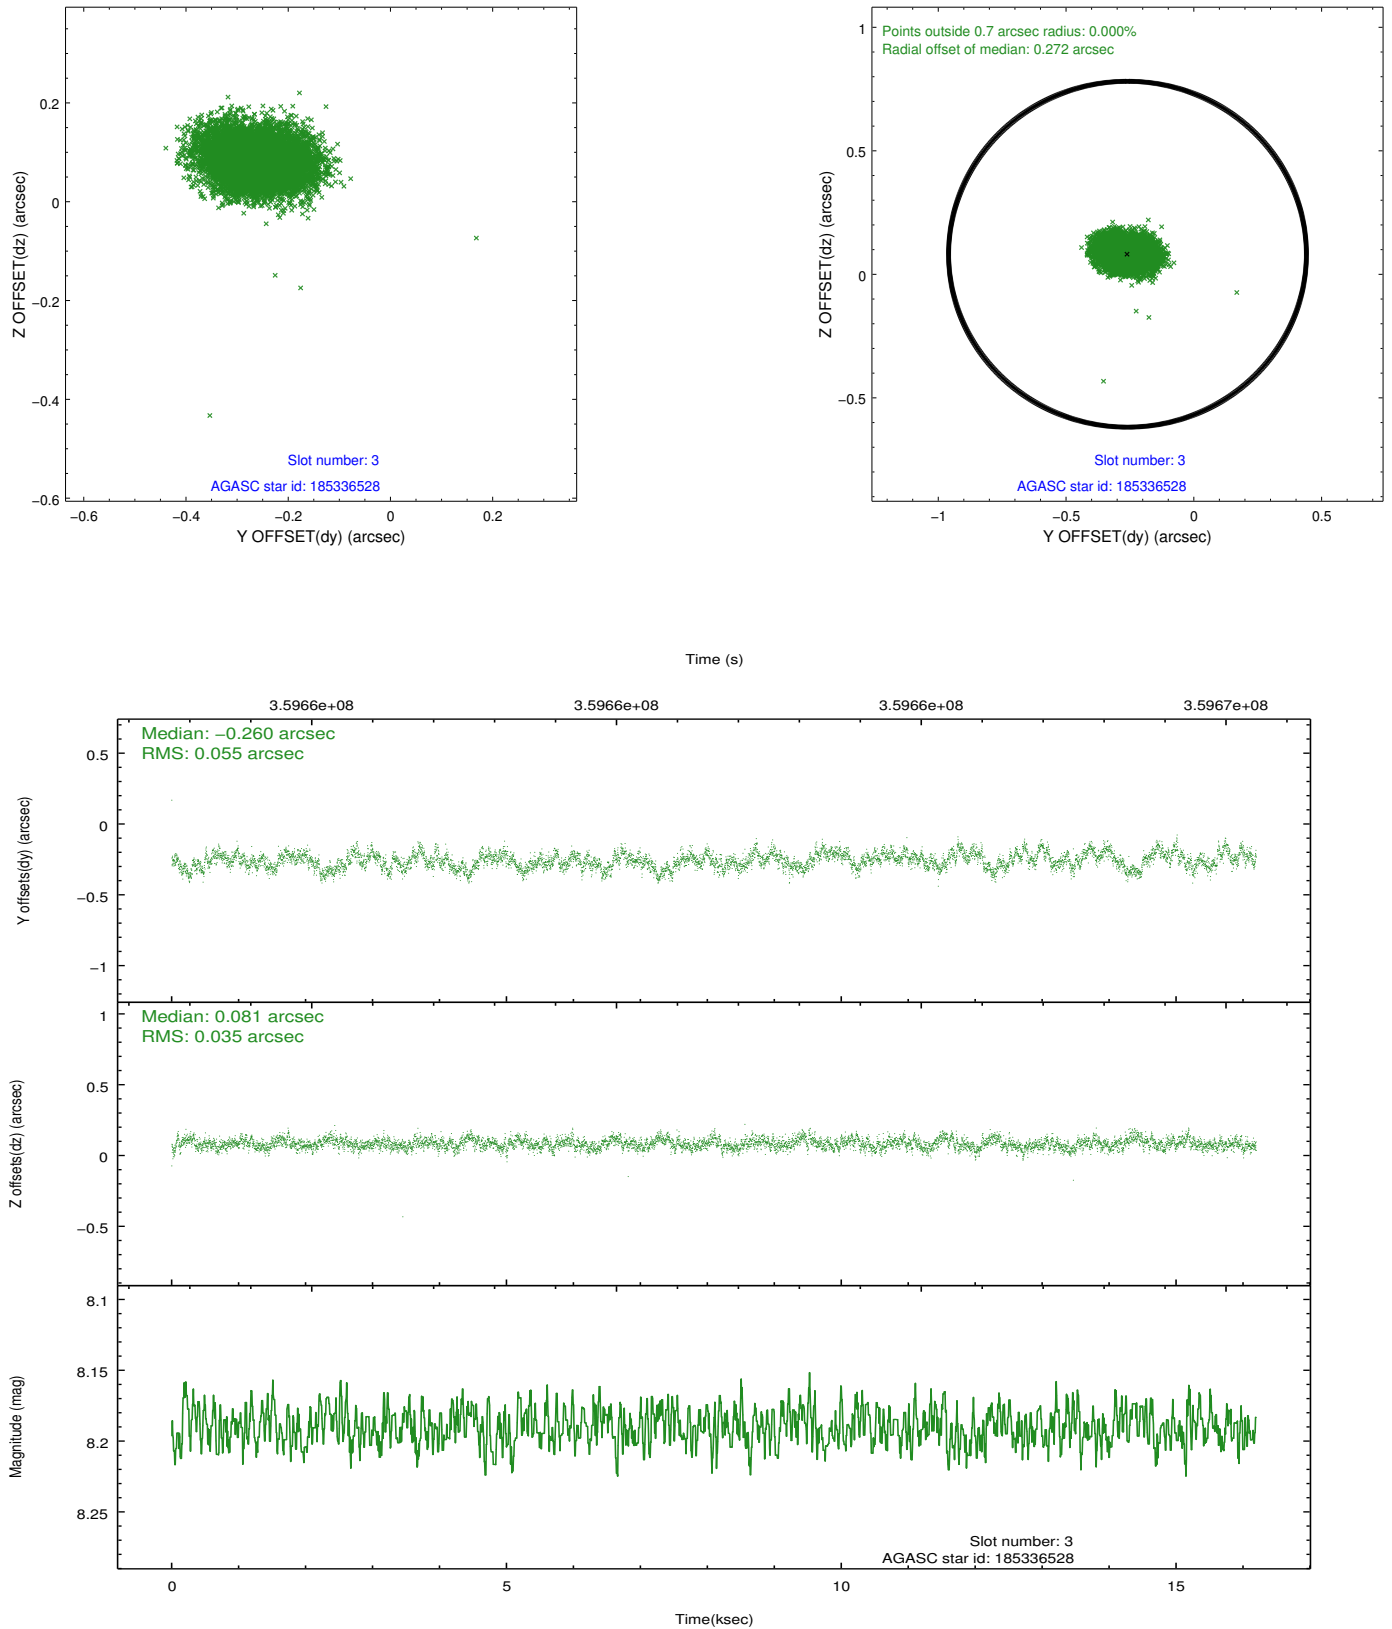 0.2
0
−0.2
−0.4
−0.6
Z OFFSET(dz) (arcsec)
Slot number: 3
AGASC star id: 185336528
−0.6
−0.4
−0.2
0
0.2
Y OFFSET(dy) (arcsec)
1
0.5
0
−0.5
Z OFFSET(dz) (arcsec)
Points outside 0.7 arcsec radius: 0.000%
Radial offset of median: 0.272 arcsec
Slot number: 3
AGASC star id: 185336528
−1
−0.5
0
0.5
Y OFFSET(dy) (arcsec)
Time (s)
3.5966e+08
3.5966e+08
3.5966e+08
3.5967e+08
Median: −0.260 arcsec
RMS: 0.055 arcsec
0.5
0
−0.5
−1
Y offsets(dy) (arcsec)
Median: 0.081 arcsec
RMS: 0.035 arcsec
1
0.5
0
−0.5
Z offsets(dz) (arcsec)
8.1
8.15
8.2
8.25
Magnitude (mag)
Slot number: 3
AGASC star id: 185336528
0
5
10
15
Time(ksec)